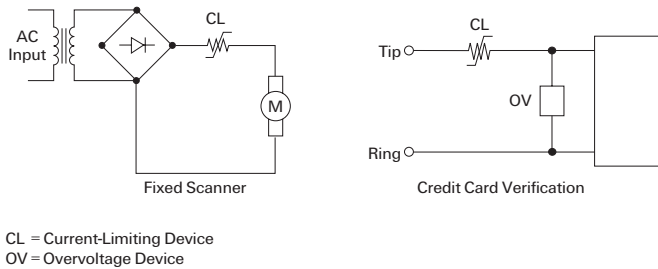 CL
AC
Input
M
Fixed Scanner
CL
Tip
OV
Ring
Credit Card Verification
CL = Current-Limiting Device
OV = Overvoltage Device